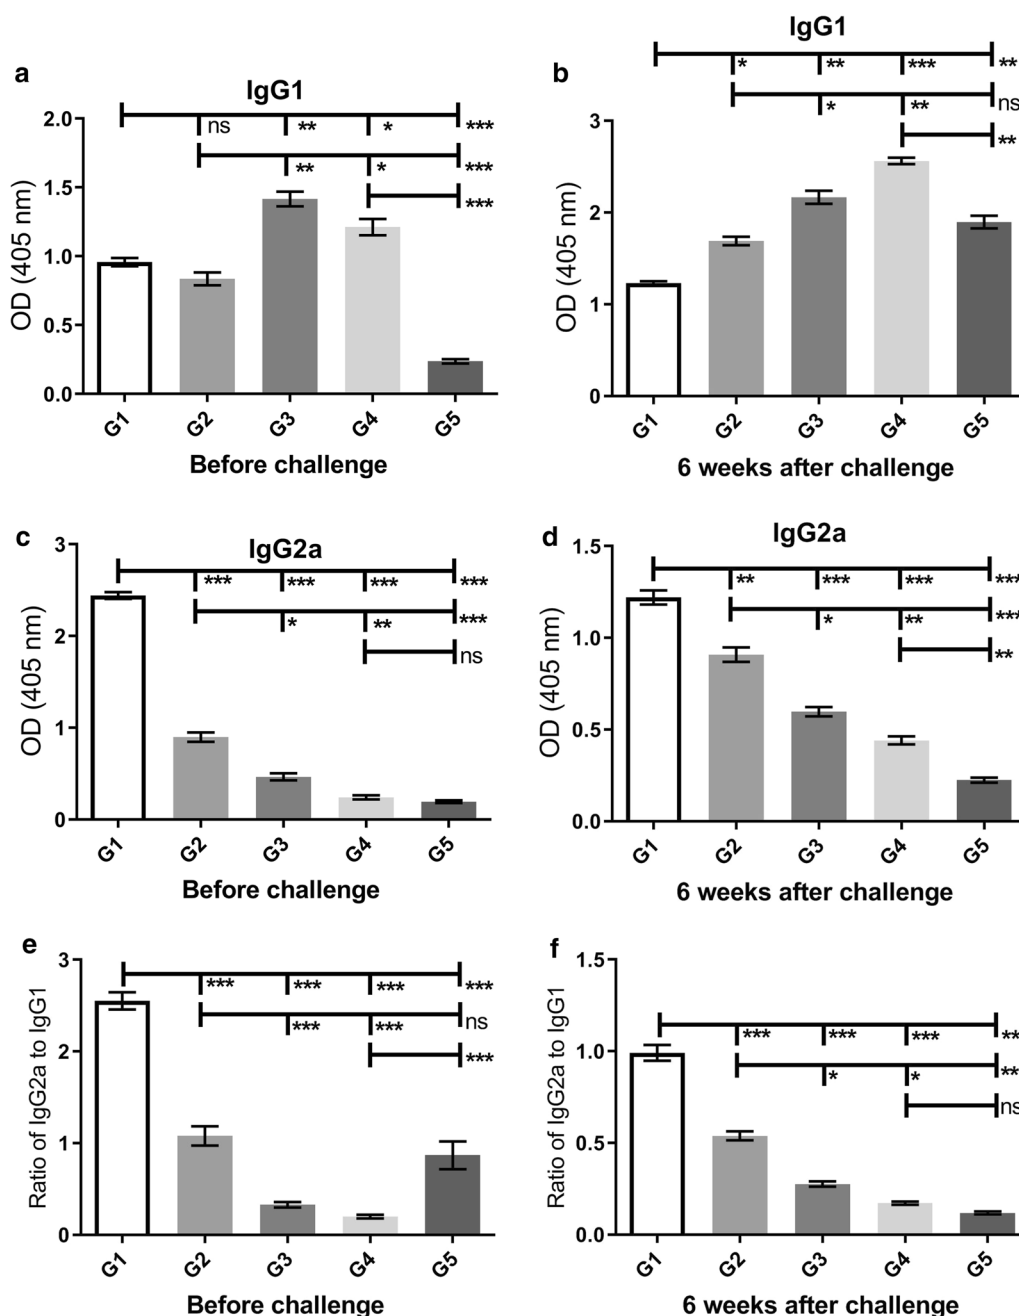 a
IgG1
ns ** * ***
** * ***
***
OD (405 nm)
2.0
1.5
1.0
0.5
0.0
G1 G2 G3 G4 G5
Before challenge
b
IgG1
* ** *** **
* ** ns
**
OD (405 nm)
3
2
1
0
G1 G2 G3 G4 G5
6 weeks after challenge
c
IgG2a
*** *** *** ***
* ** ***
ns
OD (405 nm)
3
2
1
0
G1 G2 G3 G4 G5
Before challenge
d
IgG2a
** *** *** ***
* ** ***
**
OD (405 nm)
1.5
1.0
0.5
0.0
G1 G2 G3 G4 G5
6 weeks after challenge
e
*** *** *** ***
*** *** ns
***
Ratio of IgG2a to IgG1
3
2
1
0
G1 G2 G3 G4 G5
Before challenge
f
*** *** *** **
* * **
ns
Ratio of IgG2a to IgG1
1.5
1.0
0.5
0.0
G1 G2 G3 G4 G5
6 weeks after challenge